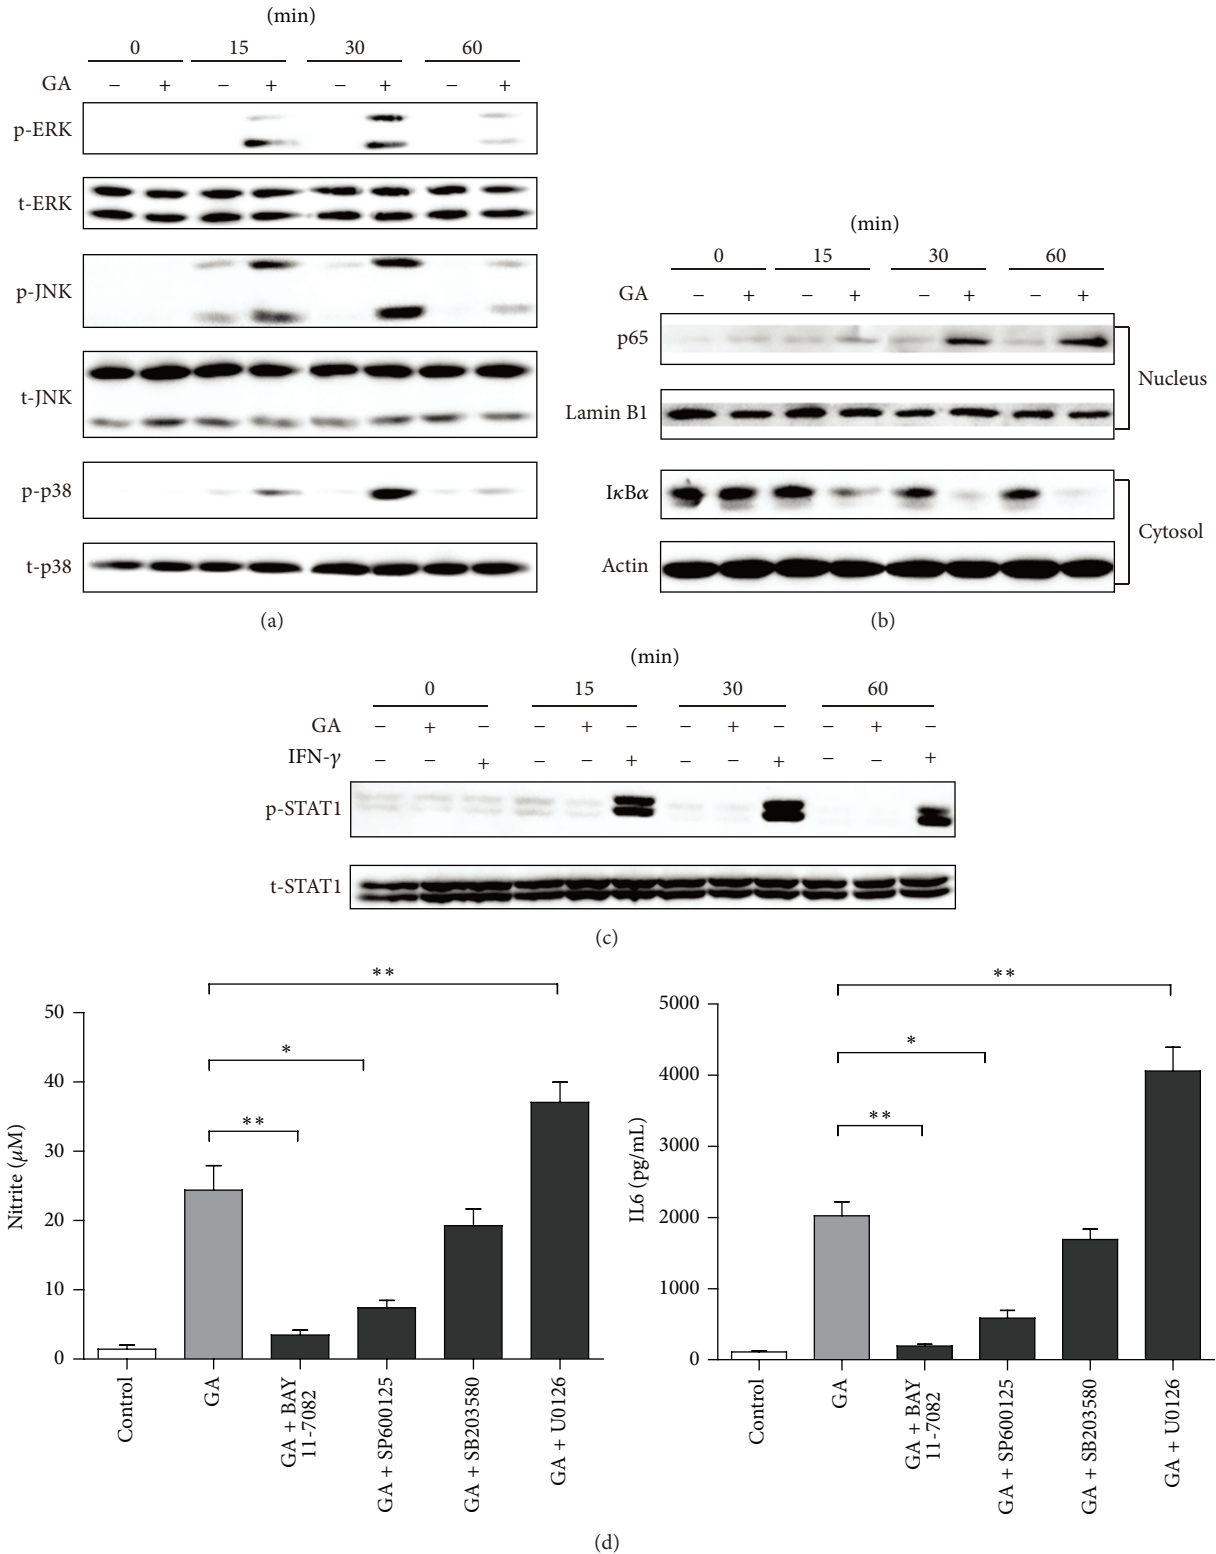 (min)
0 15 30 60
GA − + − + − + − +
p-ERK
t-ERK
p-JNK
t-JNK
p-p38
t-p38
(a)
(min)
0 15 30 60
GA − + − + − + − +
p65
Lamin B1
Nucleus
IκBα
Actin
Cytosol
(b)
(min)
0 15 30 60
GA − + − − + − − + − − + −
IFN-γ − − + − − + − − + − − +
p-STAT1
t-STAT1
(c)
**
*
**
50
40
30
20
10
0
Nitrite (μM)
Control
GA
GA + BAY
11-7082
GA + SP600125
GA + SB203580
GA + U0126
**
*
**
5000
4000
3000
2000
1000
0
IL6 (pg/mL)
Control
GA
GA + BAY
11-7082
GA + SP600125
GA + SB203580
GA + U0126
(d)